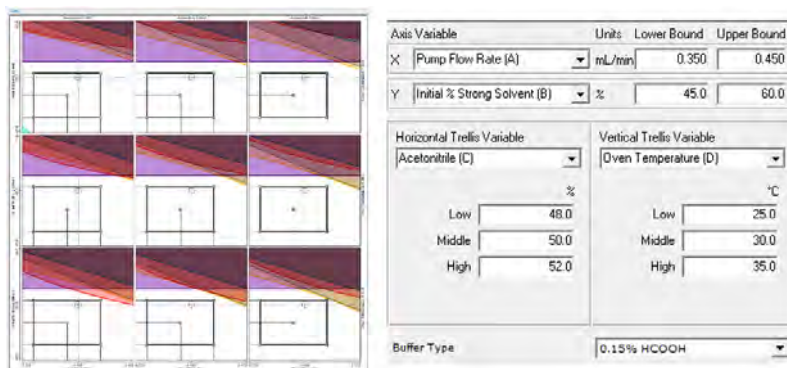 Axis Variable Units Lower Bound Upper Bound
X Pump Flow Rate (A) mL/min 0.350 0.450
Y Initial % Strong Solvent (B) % 45.0 60.0
Horizontal Trellis Variable Vertical Trellis Variable
Acetonitrile (C) Oven Temperature (D)
% °C
Low 48.0 Low 25.0
Middle 50.0 Middle 30.0
High 52.0 High 35.0
Buffer Type 0.15% HCOOH